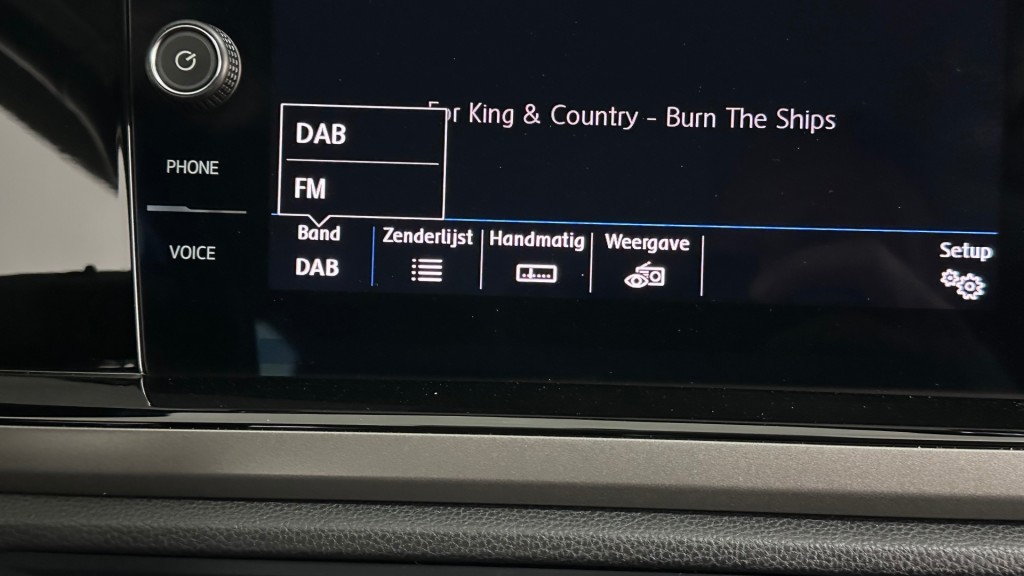 For King & Country - Burn The Ships
DAB
FM
PHONE
VOICE
Band
DAB
Zenderlijst
Handmatig
Weergave
Setup